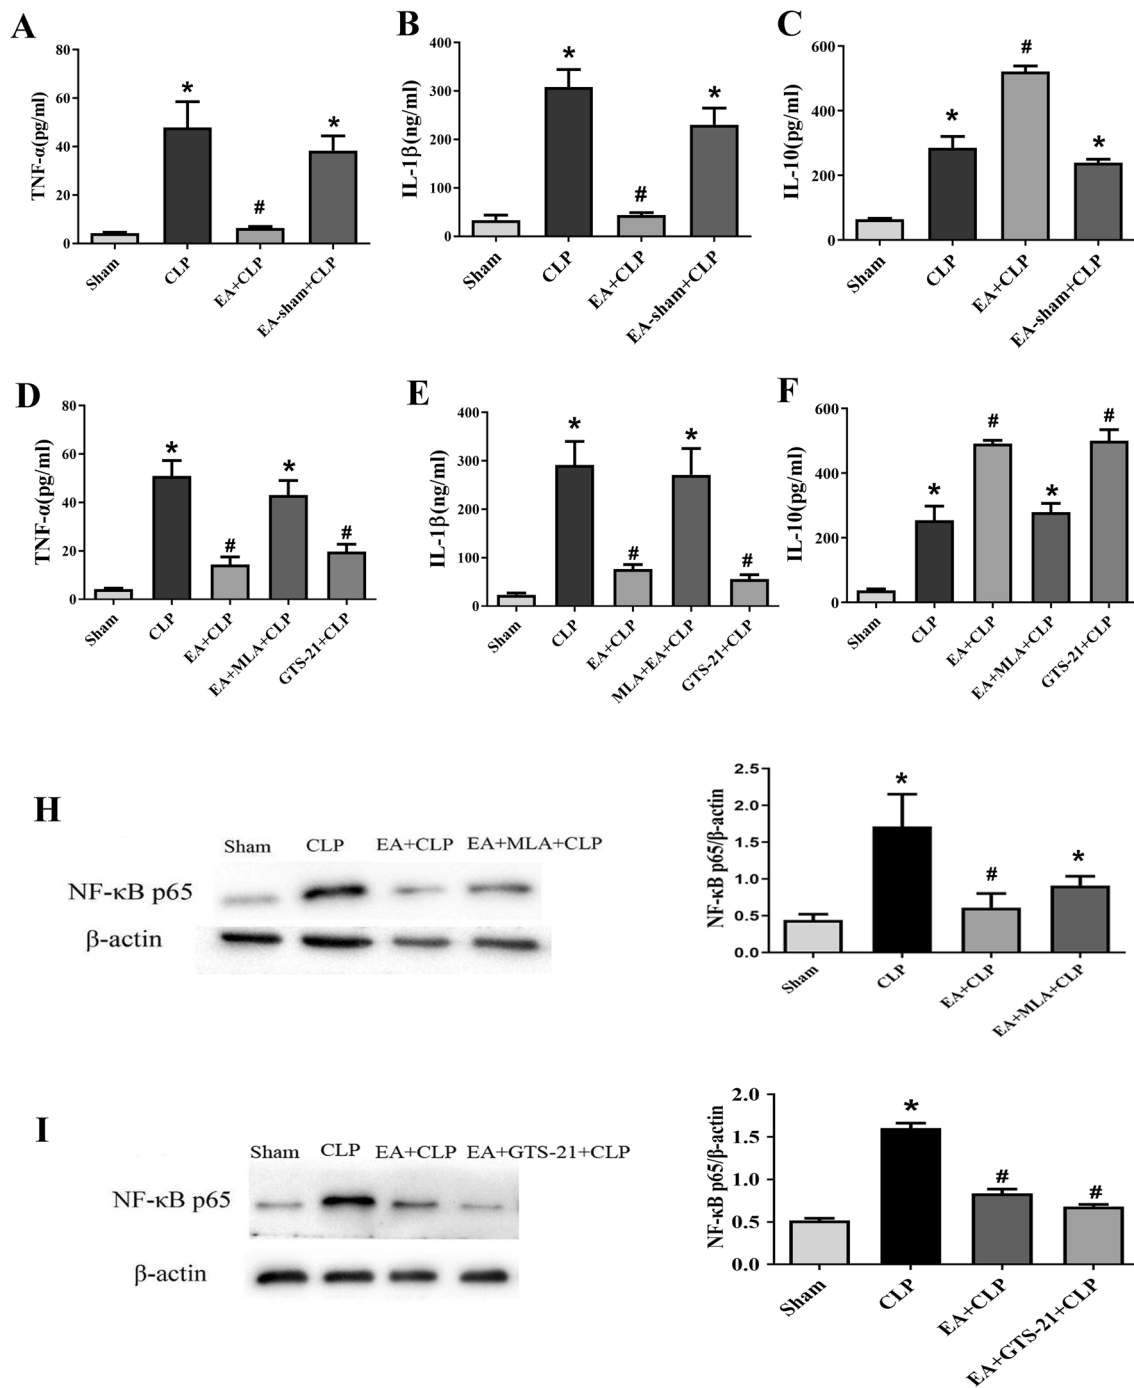 A
TNF-α(pg/ml)
80
60
40
20
0
*
#
*
Sham
CLP
EA+CLP
EA-sham+CLP
B
IL-1β(ng/ml)
400
300
200
100
0
*
#
*
Sham
CLP
EA+CLP
EA-sham+CLP
C
IL-10(pg/ml)
600
400
200
0
*
#
*
Sham
CLP
EA+CLP
EA-sham+CLP
D
TNF-α(pg/ml)
80
60
40
20
0
*
#
*
#
Sham
CLP
EA+CLP
EA+MLA+CLP
GTS-21+CLP
E
IL-1β(ng/ml)
400
300
200
100
0
*
#
*
#
Sham
CLP
EA+CLP
MLA+EA+CLP
GTS-21+CLP
F
IL-10(pg/ml)
600
400
200
0
*
#
*
#
Sham
CLP
EA+CLP
EA+MLA+CLP
GTS-21+CLP
H
Sham CLP EA+CLP EA+MLA+CLP
NF-κB p65
β-actin
NF-κB p65/β-actin
2.5
2.0
1.5
1.0
0.5
0.0
*
#
*
Sham
CLP
EA+CLP
EA+MLA+CLP
I
Sham CLP EA+CLP EA+GTS-21+CLP
NF-κB p65
β-actin
NF-κB p65/β-actin
2.0
1.5
1.0
0.5
0.0
*
#
#
Sham
CLP
EA+CLP
EA+GTS-21+CLP